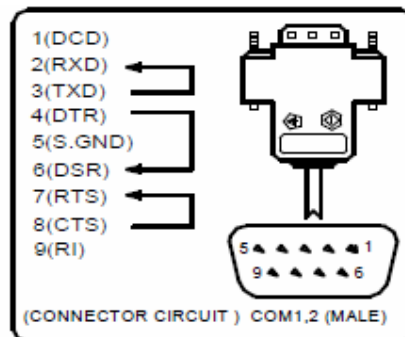 1(DCD)
2(RXD)
3(TXD)
4(DTR)
5(S.GND)
6(DSR)
7(RTS)
8(CTS)
9(RI)
5 1
9 6
(CONNECTOR CIRCUIT ) COM1,2 (MALE)